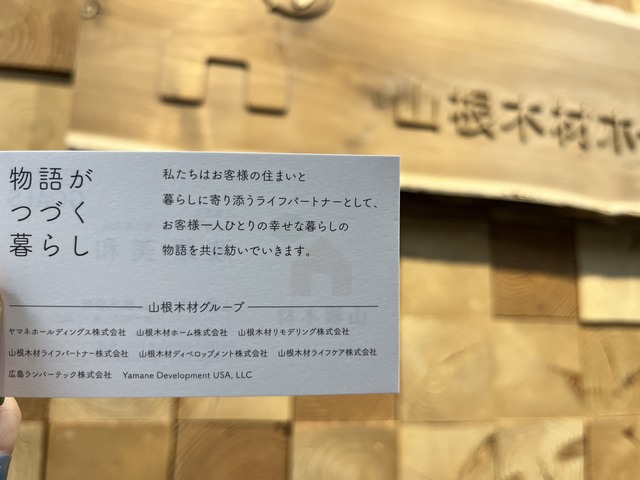 物語が
つづく
暮らし
私たちはお客様の住まいと
暮らしに寄り添うライフパートナーとして、
お客様一人ひとりの幸せな暮らしの
物語を共に紡いでいきます。
山根木材グループ
ヤマネホールディングス株式会社 山根木材ホーム株式会社 山根木材リモデリング株式会社
山根木材ライフパートナー株式会社 山根木材ディベロップメント株式会社 山根木材ライフケア株式会社
広島ランバーテック株式会社 Yamane Development USA, LLC